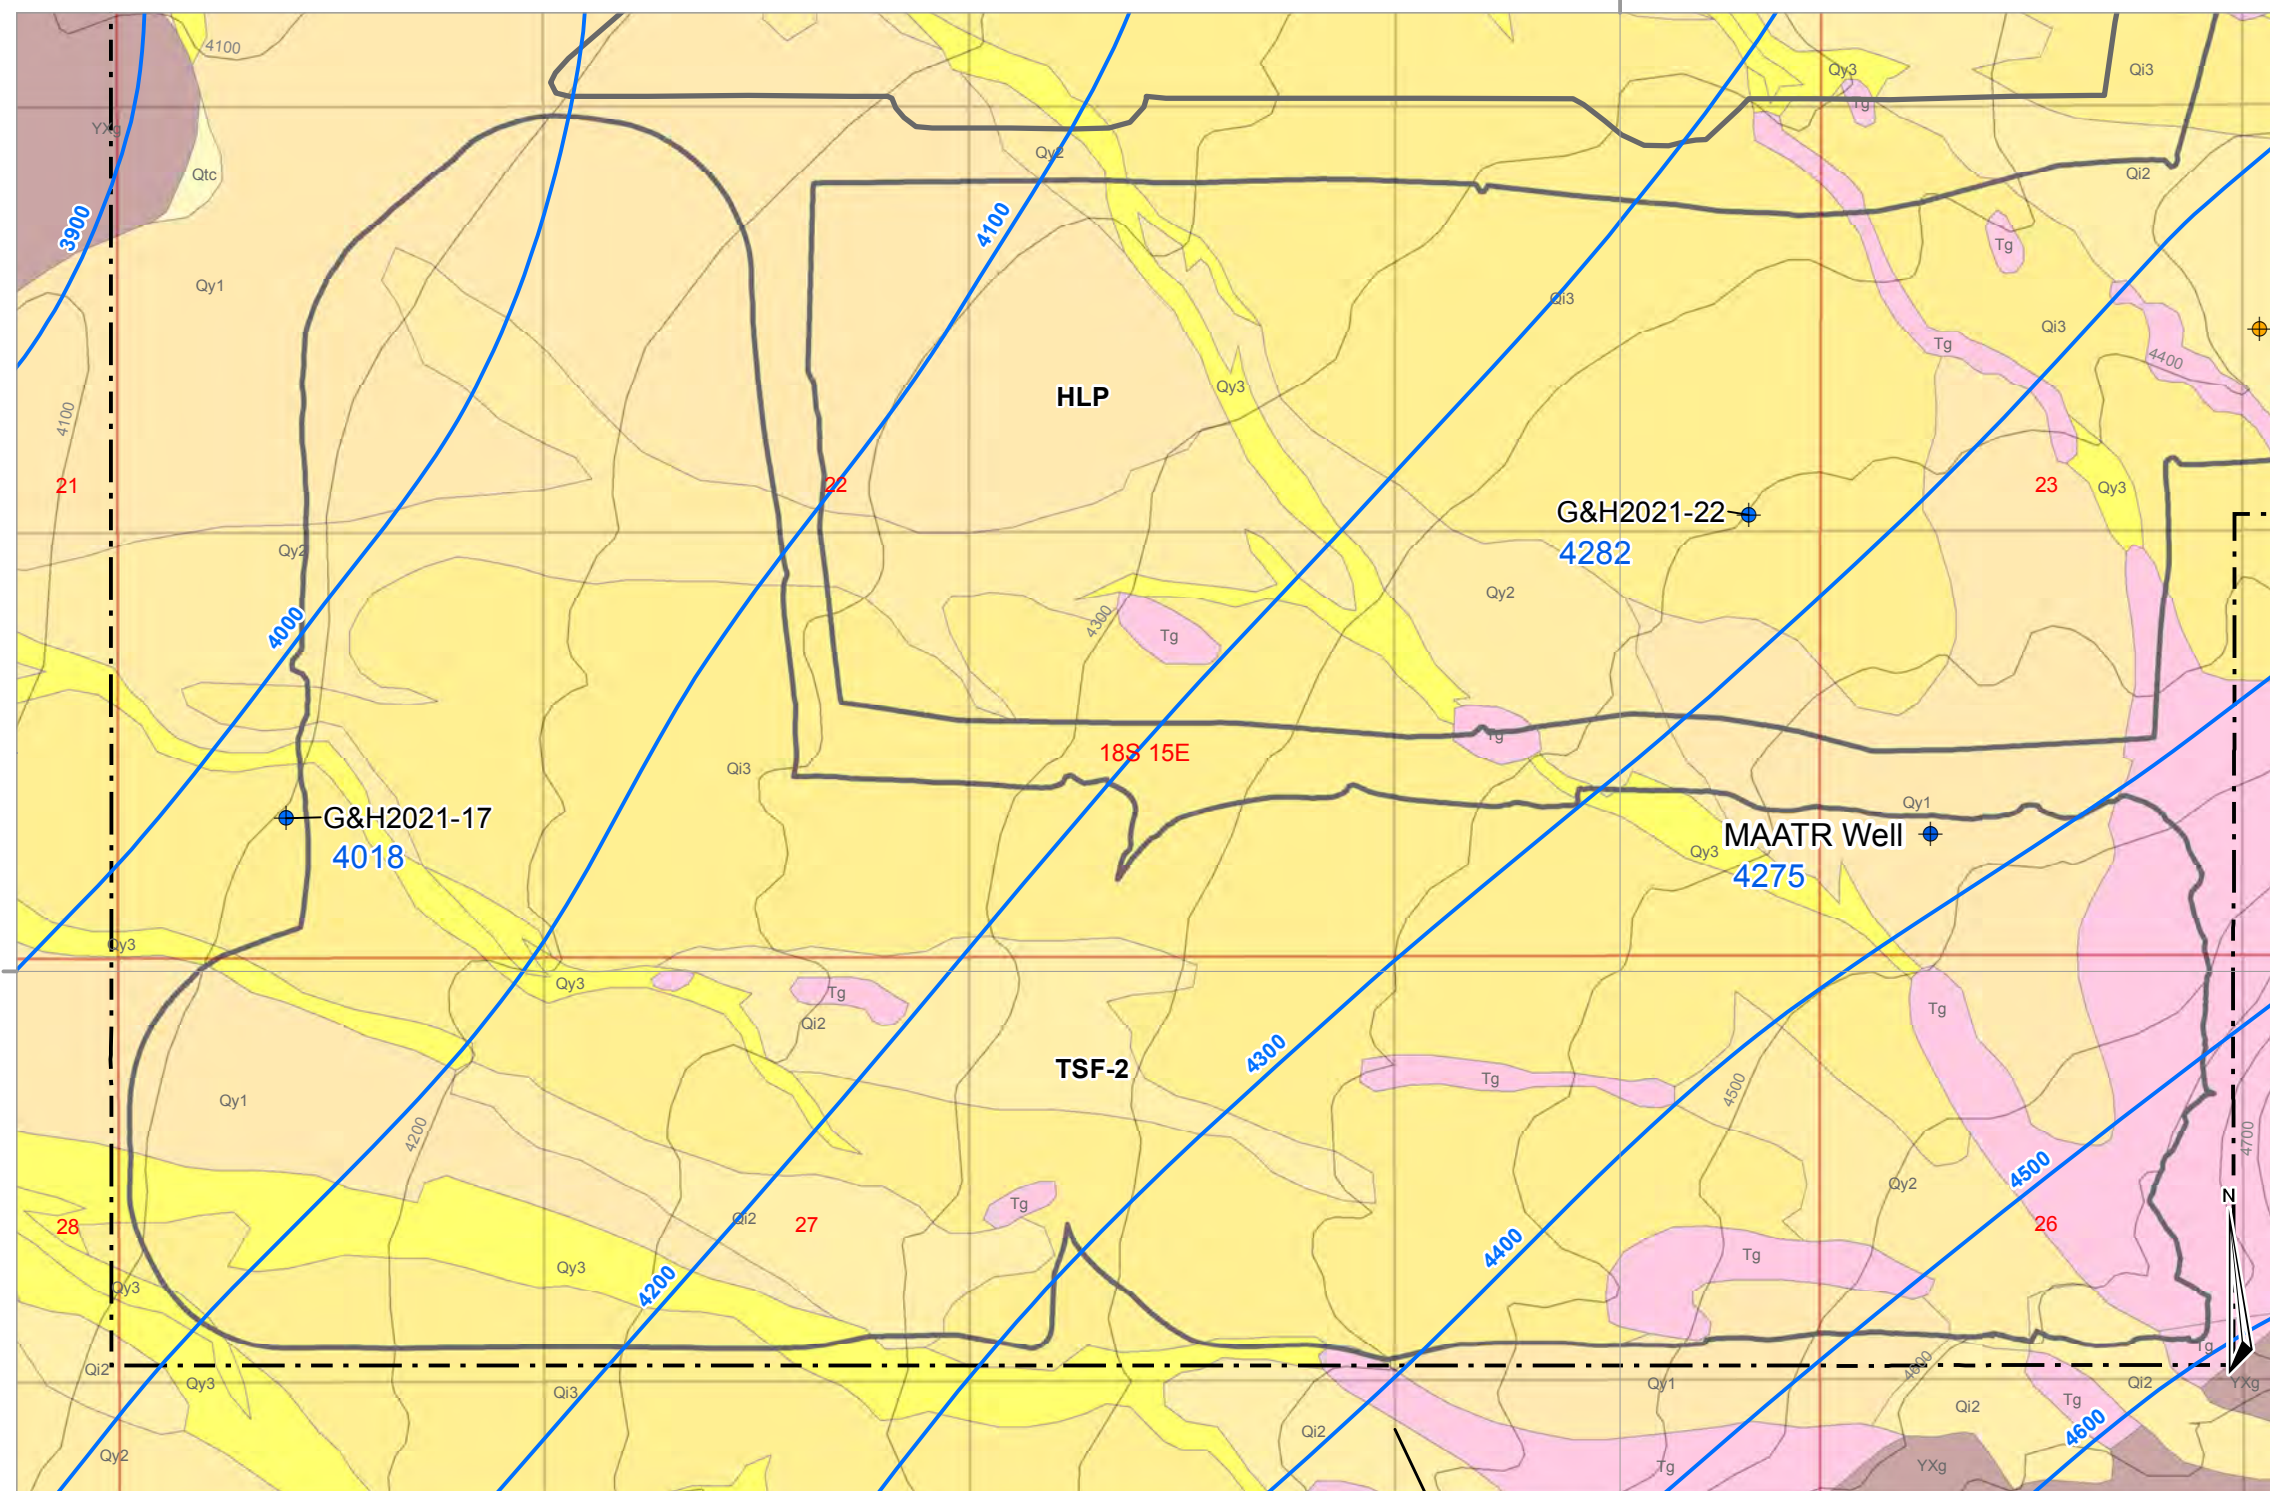 4100
Qy3
Qi3
Tg
YXg
Qy2
Qtc
Qi2
3900
4100
Tg
Qy1
Qi3
Qi3
Tg
4400
Qy3
HLP
4100
21
22
23
Qy3
G&H2021-22
4282
Qy2
Qy2
4000
4300
Tg
Tg
18S 15E
Qi3
Qy1
G&H2021-17
4018
MAATR Well
4275
Qy3
Qy3
Qy3
Tg
Qi2
Tg
4300
TSF-2
Tg
4500
Qy1
4200
4700
4500
Qy2
N
Tg
Qi2
27
28
26
4400
Tg
Qy3
Qy3
4200
Tg
4600
Qi2
Qy3
Qi3
Qy1
Qi2
YXg
Qi2
Tg
Qi2
4600
Qy2
Tg
YXg